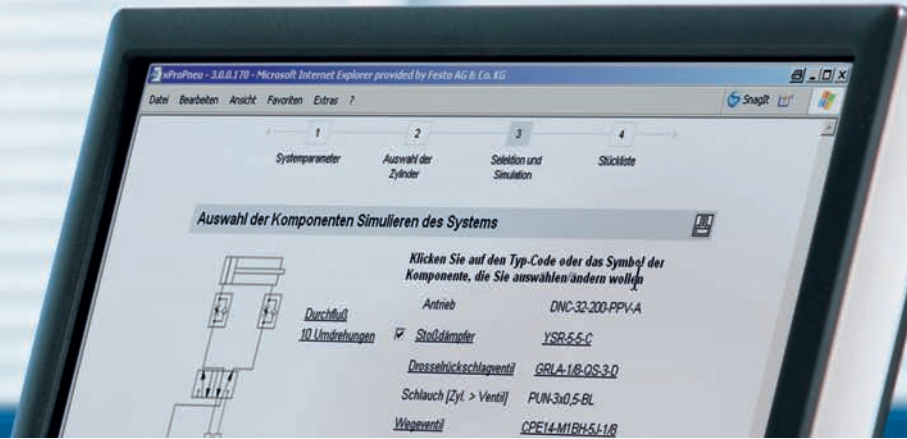 xProPneu - 3.0.0.170 - Microsoft Internet Explorer provided by Festo AG & Co. KG
Datei Bearbeiten Ansicht Favoriten Extras ?
SnagIt
1 2 3 4
Systemparameter Auswahl der Zylinder Selektion und Simulation Stückliste
Auswahl der Komponenten Simulieren des Systems
Klicken Sie auf den Typ-Code oder das Symbol der
Komponente, die Sie auswählen/ändern wollen
Antrieb DNC-32-200-PPV-A
Durchfluß
10 Umdrehungen Stoßdämpfer YSR-5-5-C
Drosselrückschlagventil GRLA-1/8-QS-3-D
Schlauch [Zyl. > Ventil] PUN-3x0,5-BL
Wegeventil CPE14-M1BH-5J-1/8